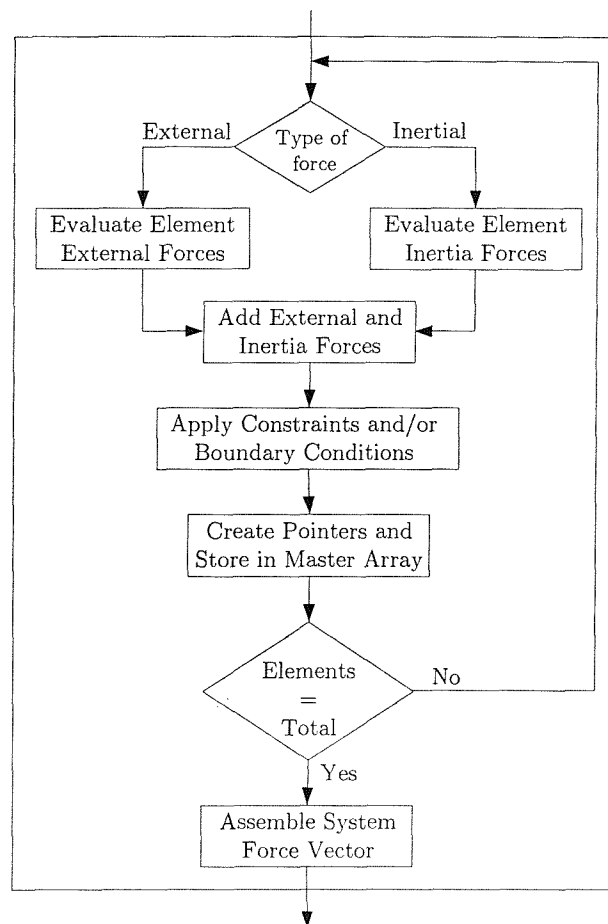 External
Type of
force
Inertial
Evaluate Element
External Forces
Evaluate Element
Inertia Forces
Add External and
Inertia Forces
Apply Constraints and/or
Boundary Conditions
Create Pointers and
Store in Master Array
Elements
=
Total
No
Yes
Assemble System
Force Vector